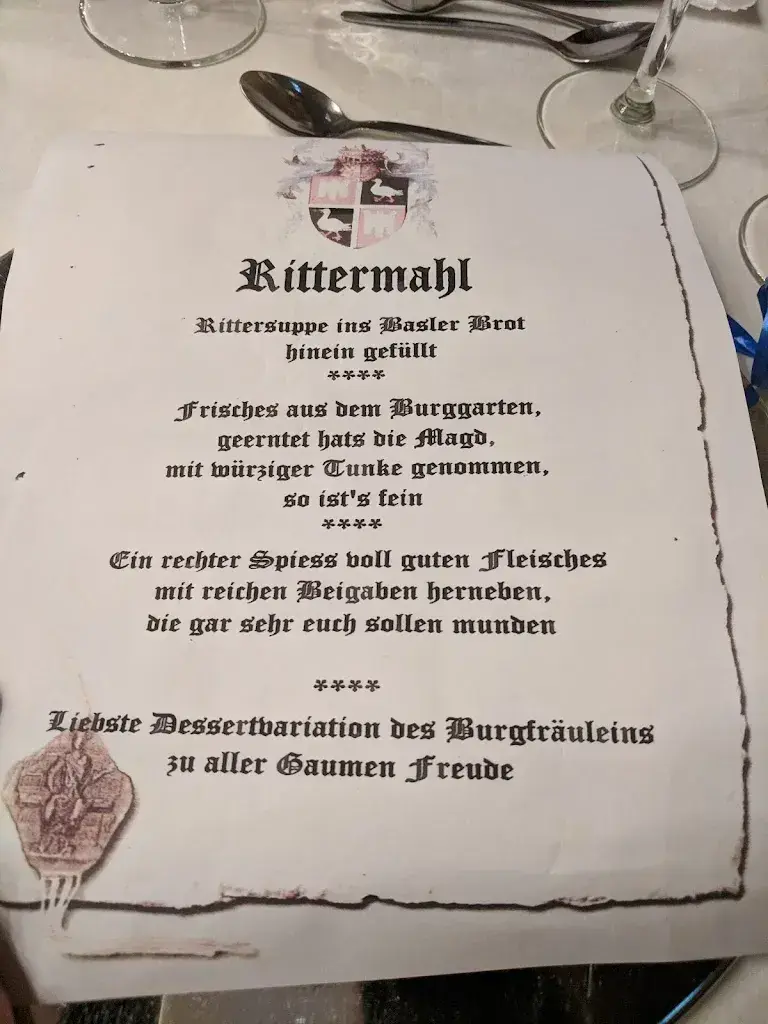 Rittermahl
Rittersuppe ins Basler Brot
hinein gefüllt
****
Frisches aus dem Burggarten,
geerntet hats die Magd,
mit würziger Tunke genommen,
so ist's fein
****
Ein rechter Spiess voll guten Fleisches
mit reichen Beigaben herneben,
die gar sehr euch sollen munden
****
Liebste Dessertvariation des Burgfräuleins
zu aller Gaumen Freude